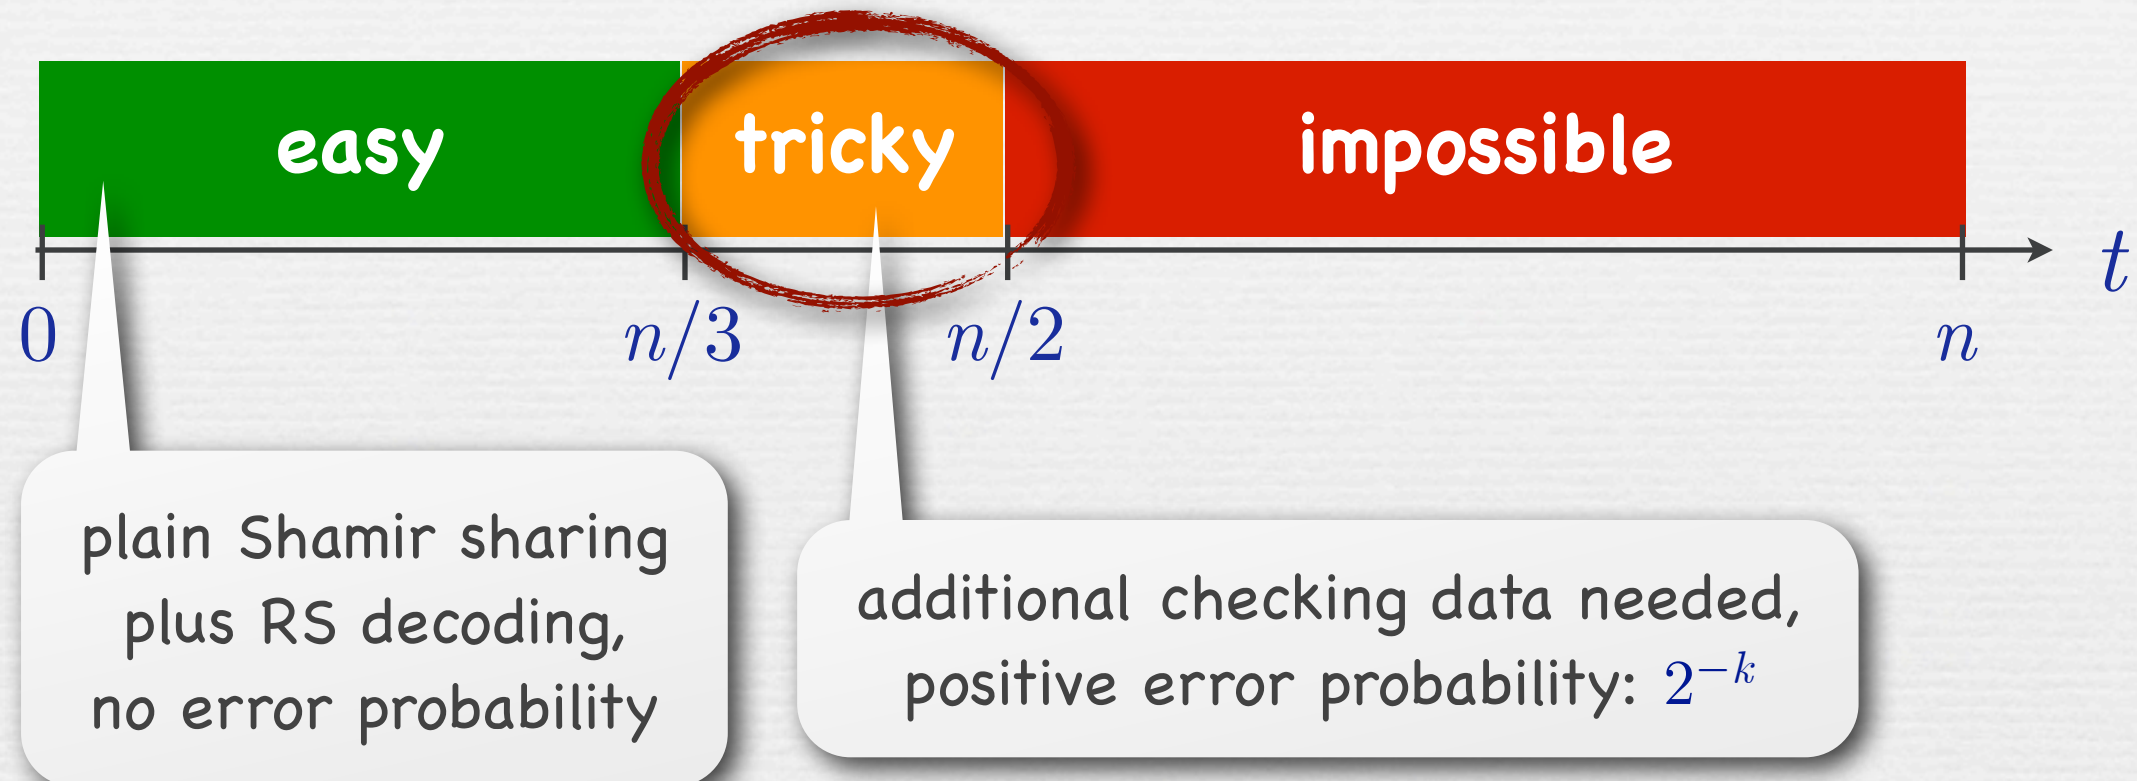 easy tricky impossible
t
0 n/3 n/2 n
plain Shamir sharing
plus RS decoding,
no error probability
additional checking data needed,
positive error probability: $2^{-k}$